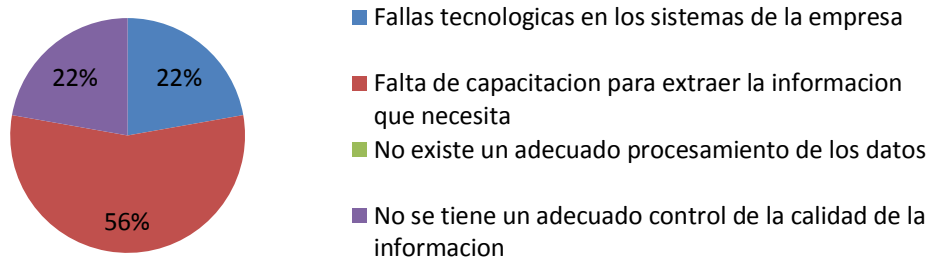 22%
22%
56%
Fallas tecnologicas en los sistemas de la empresa
Falta de capacitacion para extraer la informacion
que necesita
No existe un adecuado procesamiento de los datos
No se tiene un adecuado control de la calidad de la
informacion